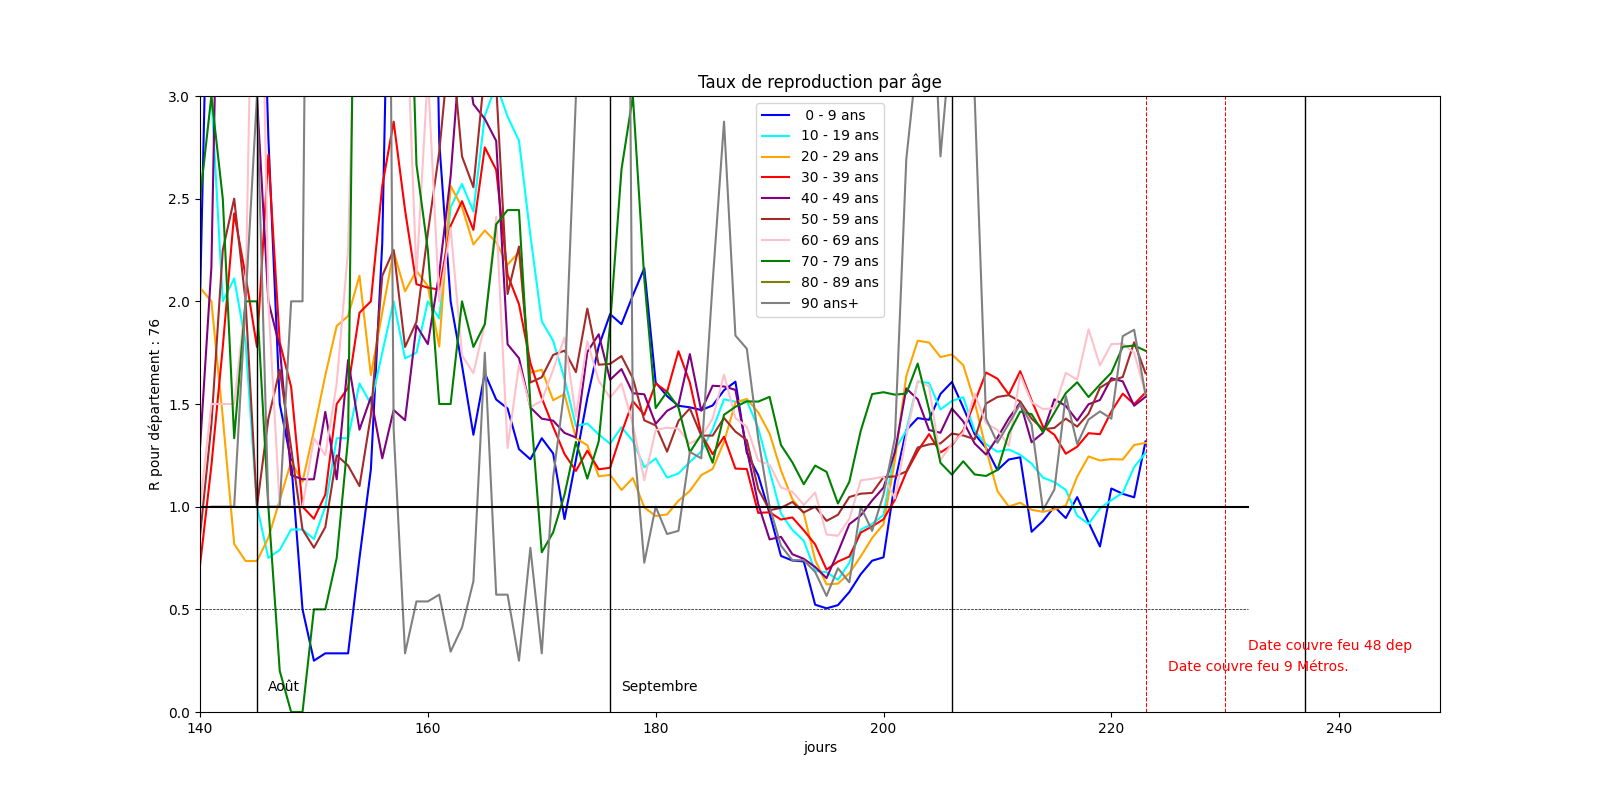 Taux de reproduction par âge
R pour département : 76
3.0
2.5
2.0
1.5
1.0
0.5
0.0
0 - 9 ans
10 - 19 ans
20 - 29 ans
30 - 39 ans
40 - 49 ans
50 - 59 ans
60 - 69 ans
70 - 79 ans
80 - 89 ans
90 ans+
Date couvre feu 48 dep
Date couvre feu 9 Métros.
Août
Septembre
140
160
180
200
220
240
jours